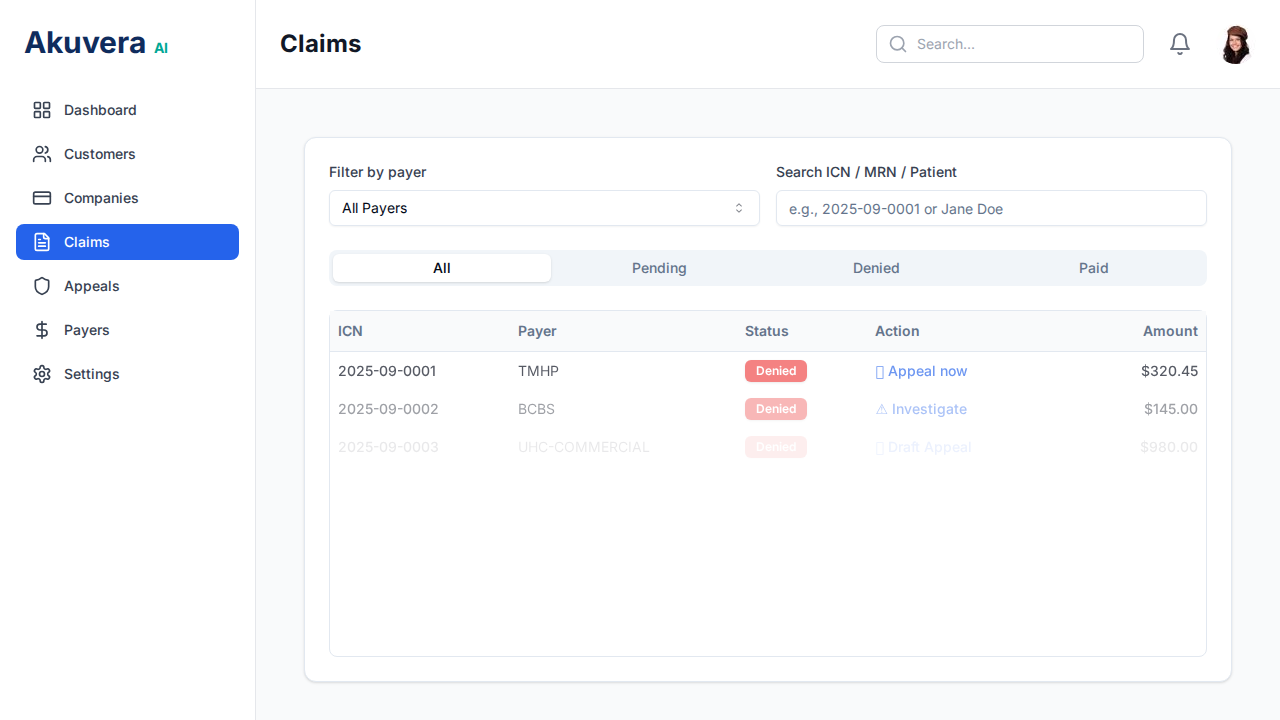 Akuvera AI
Claims
Search...
Dashboard
Customers
Companies
Claims
Appeals
Payers
Settings
Filter by payer
Search ICN / MRN / Patient
All Payers
e.g., 2025-09-0001 or Jane Doe
All Pending Denied Paid
ICN Payer Status Action Amount
2025-09-0001 TMHP Denied Appeal now $320.45
2025-09-0002 BCBS Denied ⚠ Investigate $145.00
2025-09-0003 UHC-COMMERCIAL Denied Draft Appeal $980.00